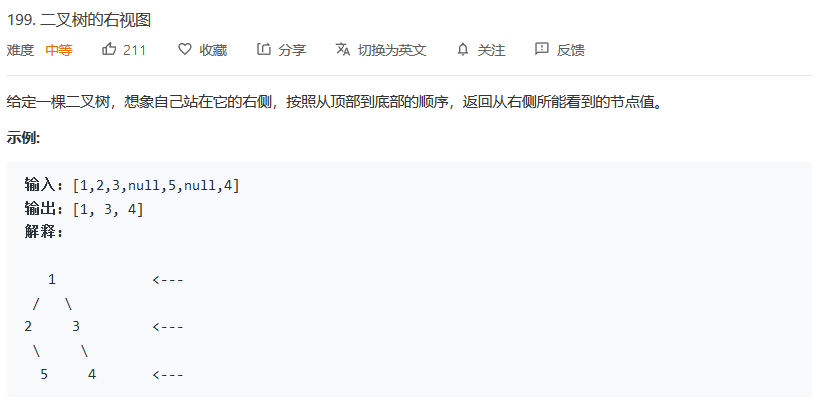 199. 二叉树的右视图
难度 中等 211 收藏 分享 切换为英文 关注 反馈
给定一棵二叉树，想象自己站在它的右侧，按照从顶部到底部的顺序，返回从右侧所能看到的节点值。
示例:
输入: [1,2,3,null,5,null,4]
输出: [1, 3, 4]
解释:
1 <---
/ \
2 3 <---
\ \
5 4 <---